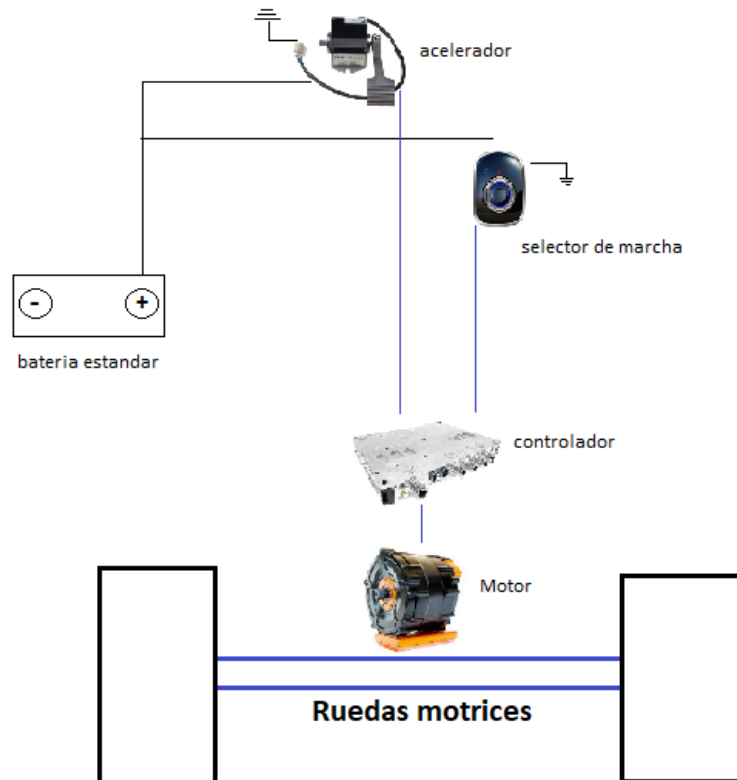 acelerador
selector de marcha
-
+
bateria estandar
controlador
Motor
Ruedas motrices